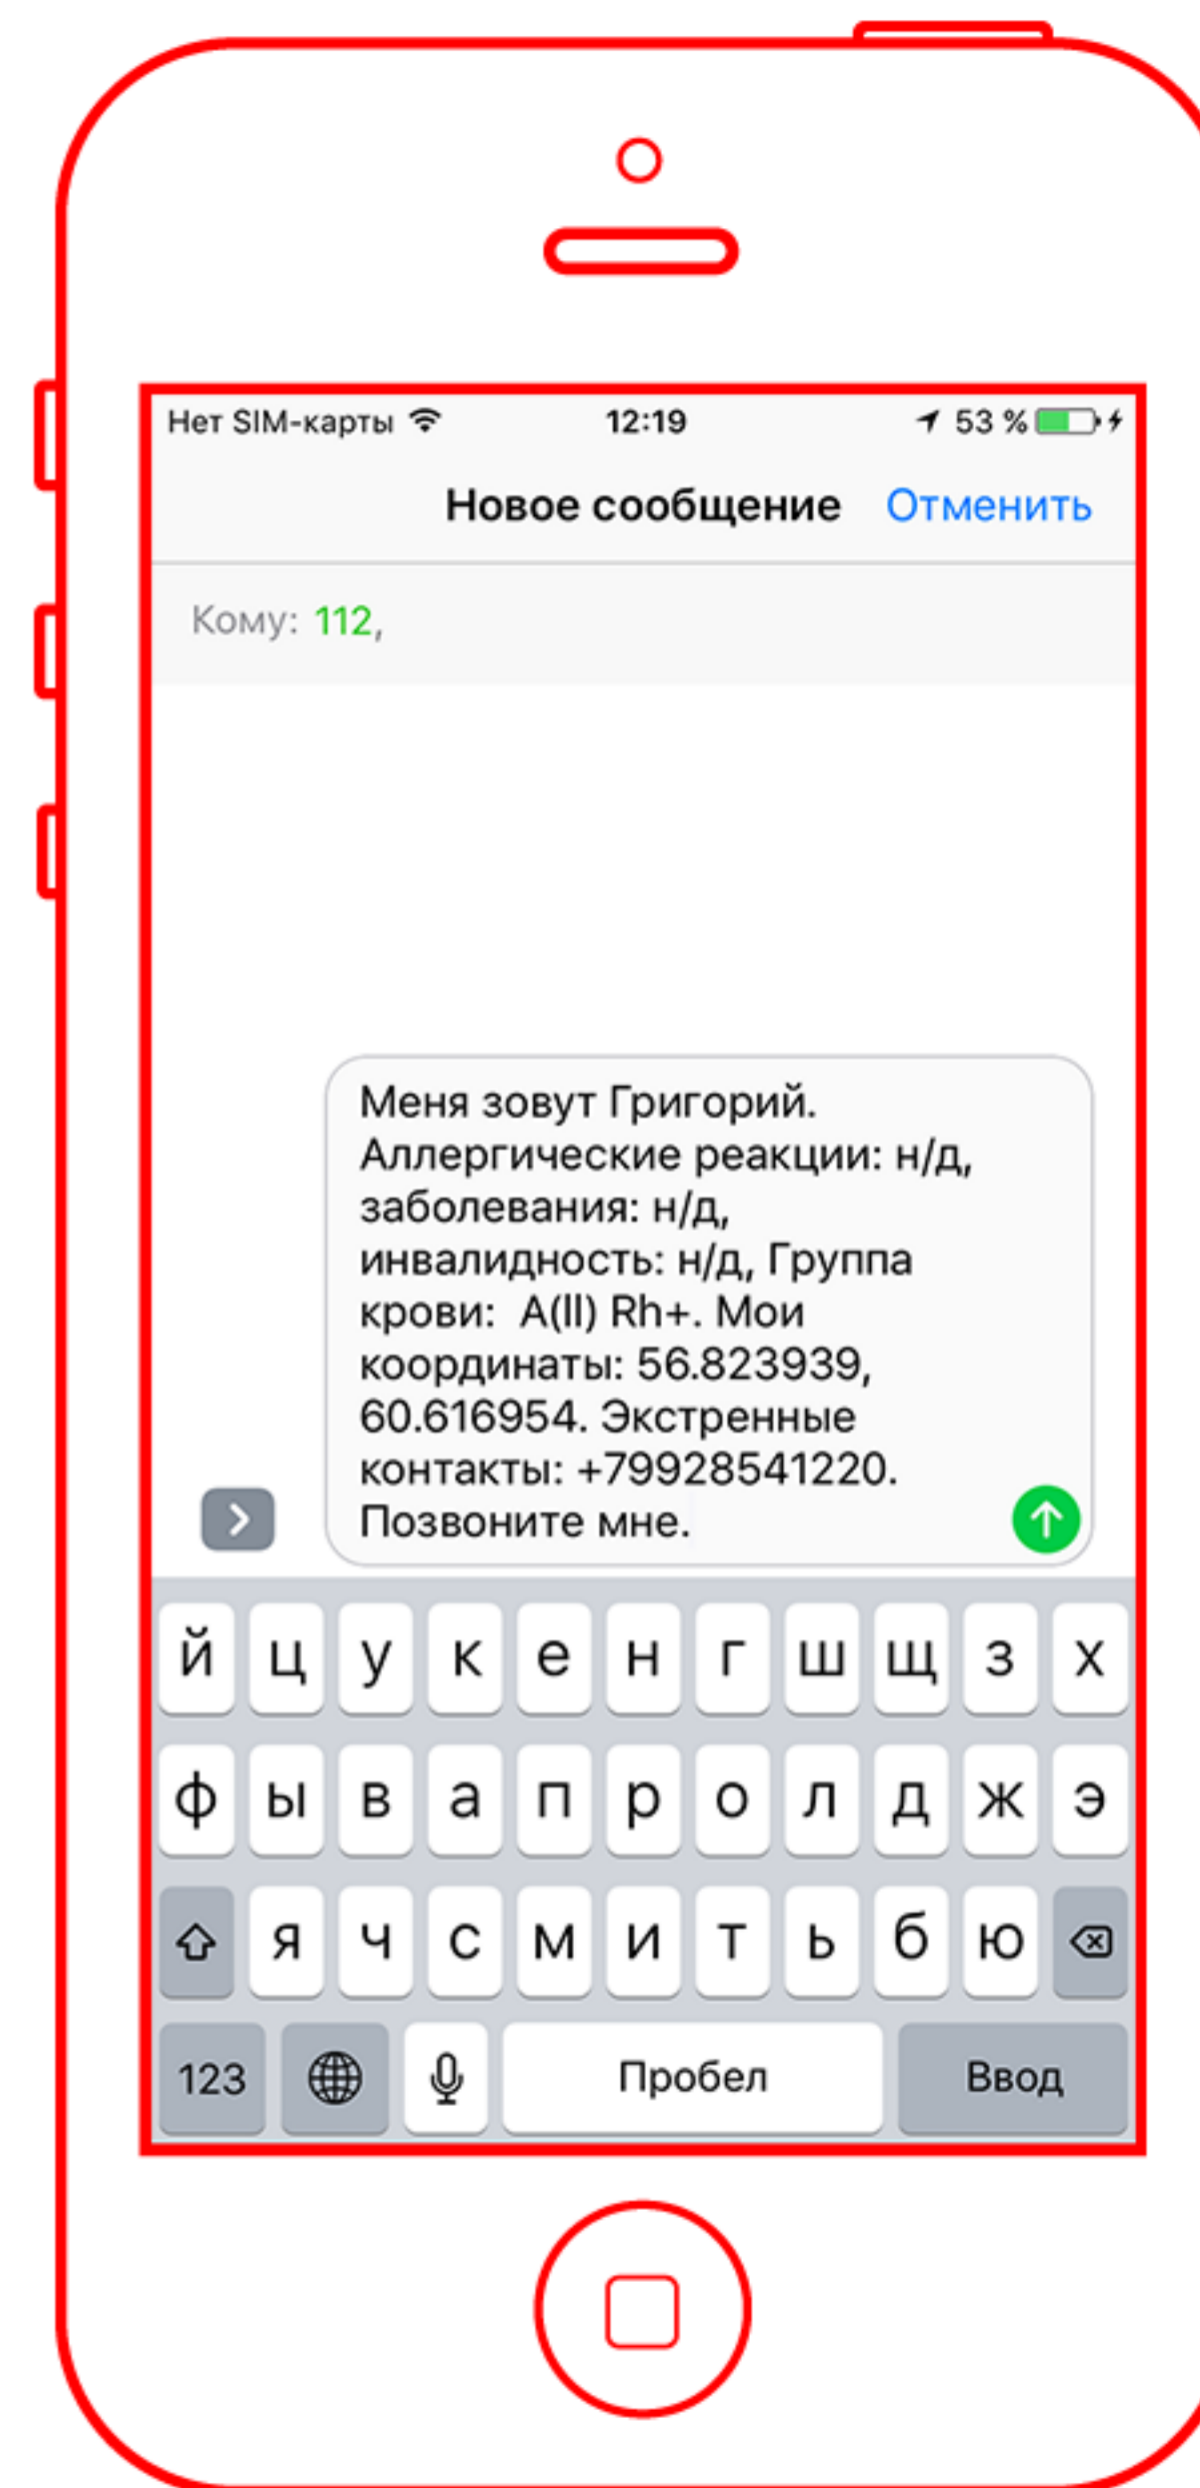 Нет SIM-карты 12:19 53 %
Новое сообщение Отменить
Кому: 112,
Меня зовут Григорий.
Аллергические реакции: н/д,
заболевания: н/д,
инвалидность: н/д, Группа
крови:  A(II) Rh+. Мои
координаты: 56.823939,
60.616954. Экстренные
контакты: +79928541220.
Позвоните мне.
й ц у к е н г ш щ з х
ф ы в а п р о л д ж э
я ч с м и т ь б ю
123 Пробел Ввод